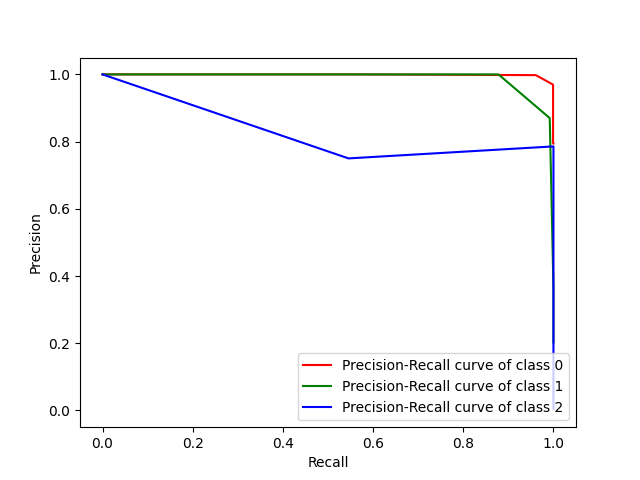 1.0
0.8
0.6
0.4
0.2
0.0
Precision
Precision-Recall curve of class 0
Precision-Recall curve of class 1
Precision-Recall curve of class 2
0.0 0.2 0.4 0.6 0.8 1.0
Recall